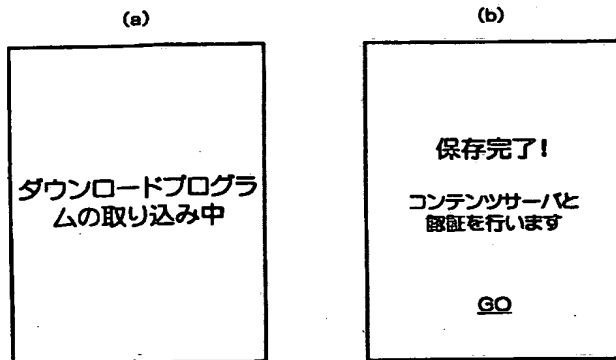 (a)
ダウンロードプログラ
ムの取り込み中
(b)
保存完了!
コンテンツサーバと
認証を行います
GO